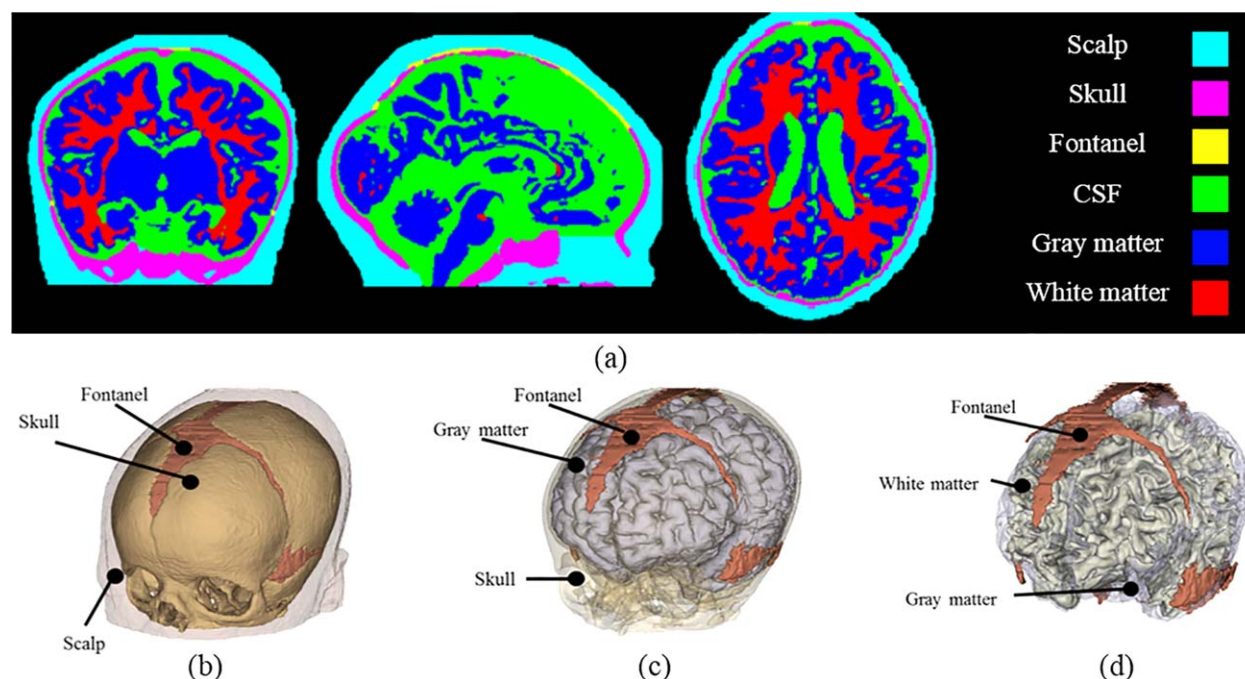 Scalp
Skull
Fontanel
CSF
Gray matter
White matter
(a)
Fontanel
Skull
Scalp
(b)
Fontanel
Gray matter
Skull
(c)
Fontanel
White matter
Gray matter
(d)